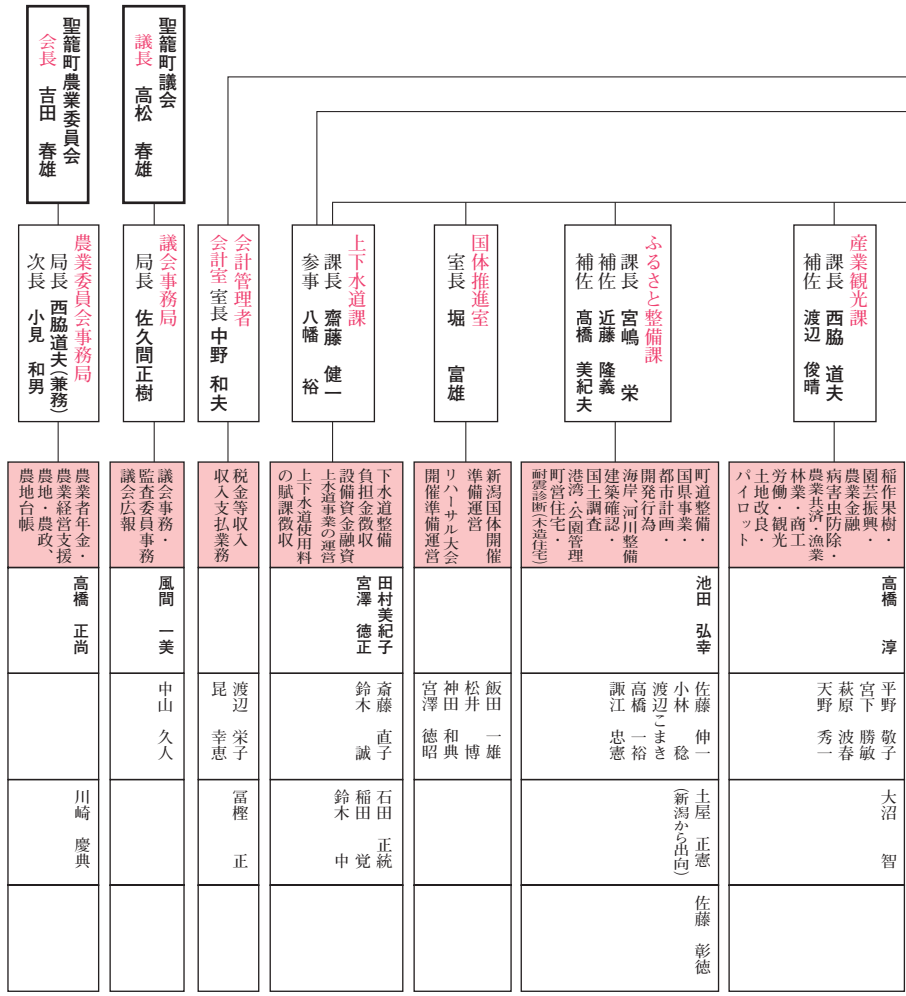 産業観光課
課長 西脇 道夫
補佐 渡辺 俊晴
稲作果樹・
園芸振興・
農業金融・
病害虫防除・
農業共済・漁業
林業・商工
労働・観光
土地改良・
パイロット
高橋 淳
平野 敬子
宮下 勝敏
萩原 波春
天野 秀一
大沼 智
ふるさと整備課
課長 宮嶋 栄
補佐 近藤 隆義
補佐 髙橋 美紀夫
町道整備・
国県事業・
都市計画・
開発行為・
海岸、河川整備
建築確認・
国土調査・
港湾・公園管理
町営住宅・
耐震診断(木造住宅)
池田 弘幸
佐藤 伸一
小林 稔
渡辺こまき
高橋 一裕
諏江 忠憲
土屋 正憲
(新潟から出向)
佐藤 彰徳
国体推進室
室長 堀 富雄
新潟国体開催
準備運営
リハーサル大会
開催準備運営
飯田 一雄
松井 博
神田 和典
宮澤 徳昭
上下水道課
課長 齋藤 健一
参事 八幡 裕
下水道整備
負担金徴収
設備資金融資
上水道事業の運営
上下水道使用料
の賦課徴収
田村美紀子
宮澤 徳正
斎藤 直子
鈴木 誠
石田 正統
稲田 覚
鈴木 中
会計管理者
会計室 室長 中野 和夫
税金等収入
収入支払業務
渡辺 栄子
昆 幸恵
冨樫 正
聖籠町議会
議長 高松 春雄
議会事務局
局長 佐久間正樹
議会事務・
監査委員事務
議会広報
風間 一美
中山 久人
聖籠町農業委員会
会長 吉田 春雄
農業委員会事務局
局長 西脇道夫(兼務)
次長 小見 和男
農業者年金・
農業経営支援
農地・農政、
農地台帳
高橋 正尚
川崎 慶典